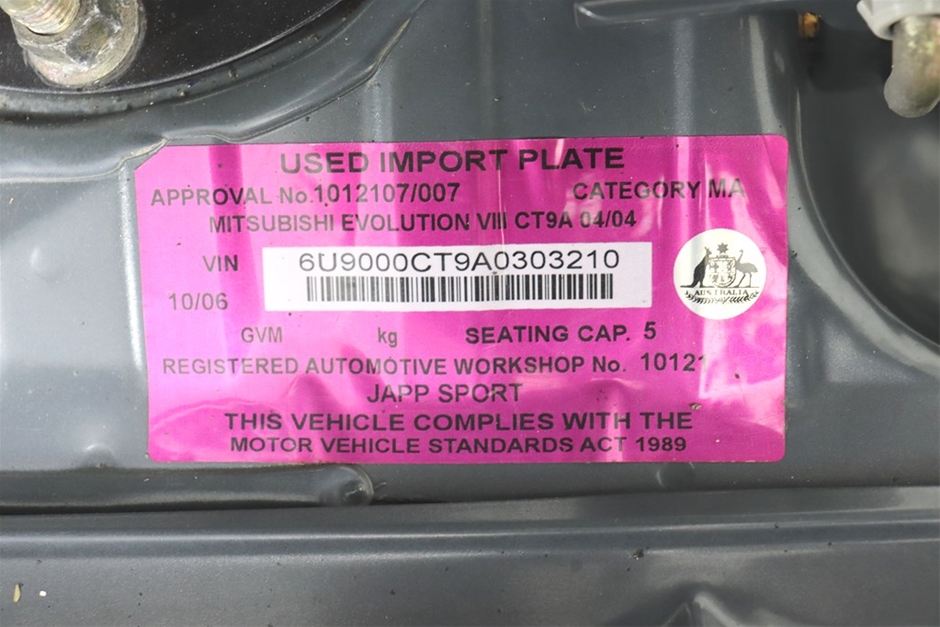 USED IMPORT PLATE
APPROVAL No. 1012107/007 CATEGORY MA
MITSUBISHI EVOLUTION VIII CT9A 04/04
VIN 6U9000CT9A0303210
10/06
AUSTRALIA
GVM kg SEATING CAP. 5
REGISTERED AUTOMOTIVE WORKSHOP No. 10121
JAPP SPORT
THIS VEHICLE COMPLIES WITH THE
MOTOR VEHICLE STANDARDS ACT 1989